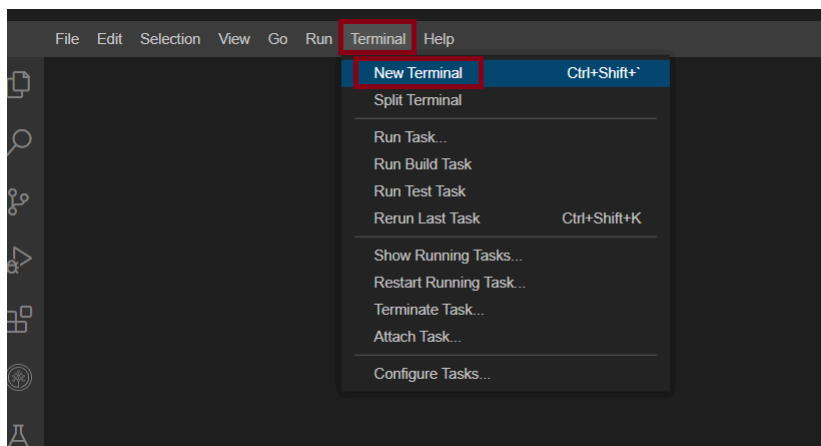 File Edit Selection View Go Run Terminal Help
New Terminal Ctrl+Shift+`
Split Terminal
Run Task...
Run Build Task
Run Test Task
Rerun Last Task Ctrl+Shift+K
Show Running Tasks...
Restart Running Task...
Terminate Task...
Attach Task...
Configure Tasks...